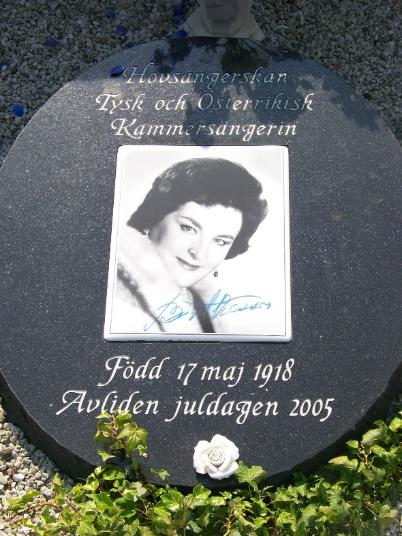 Hovsångerskan
Tysk och Österrikisk
Kammersängerin
Född 17 maj 1918
Avliden juldagen 2005